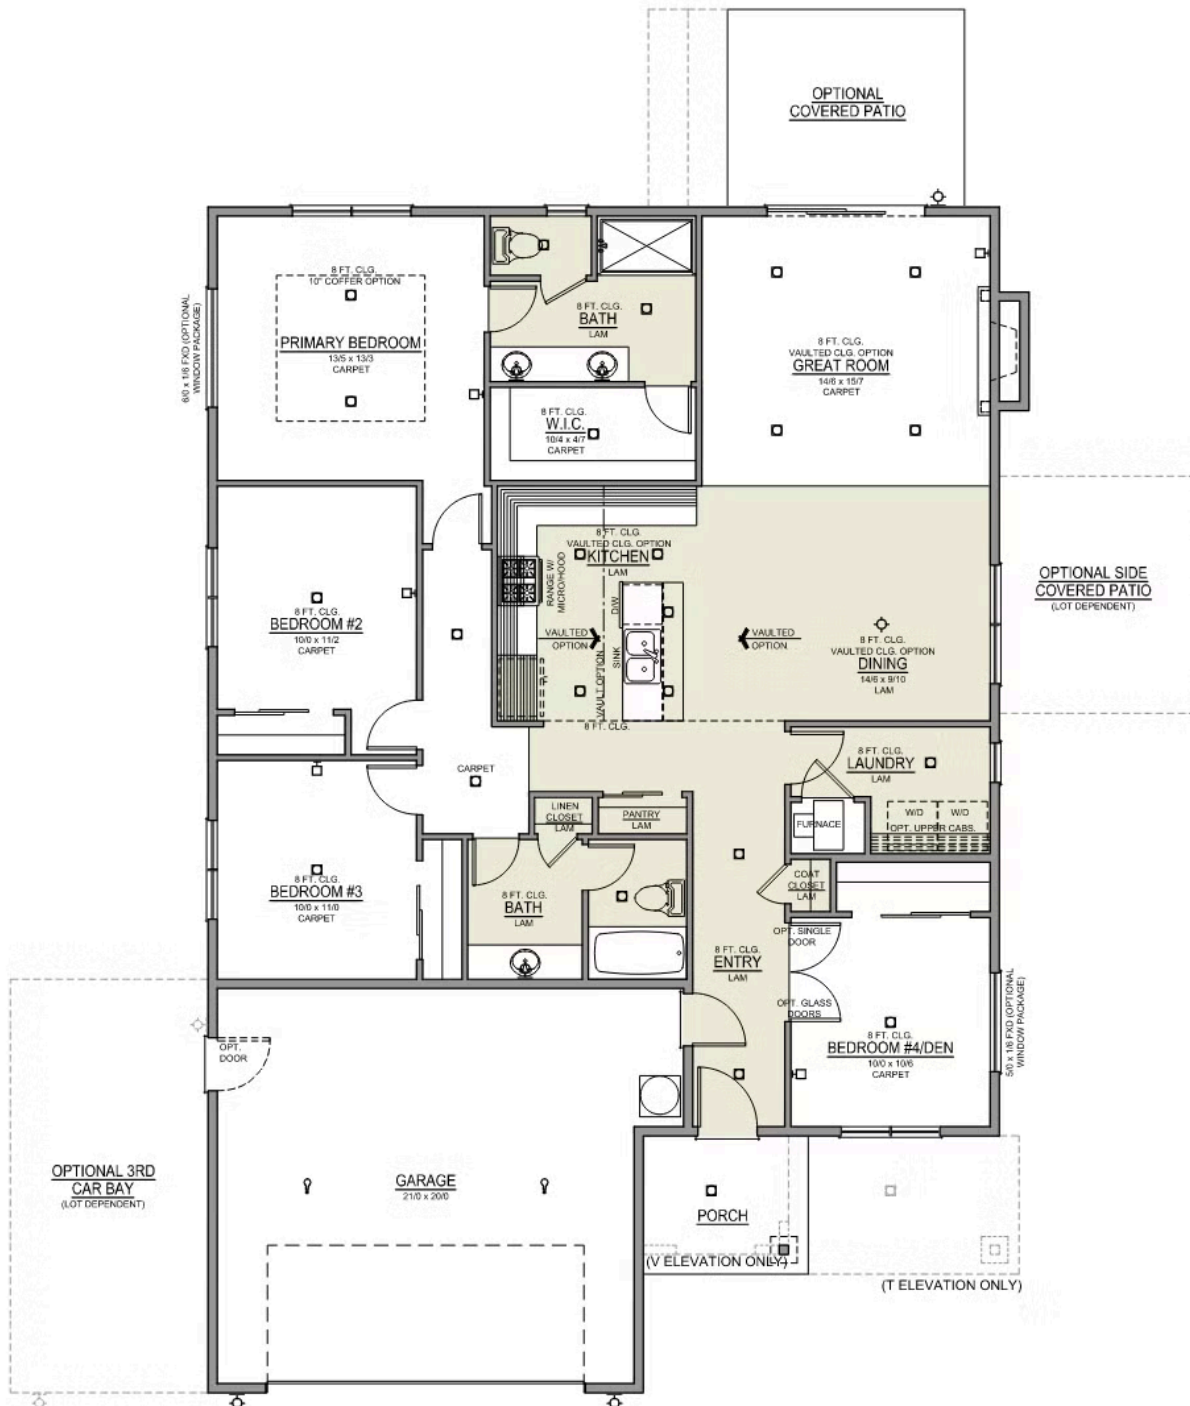 OPTIONAL
COVERED PATIO
8 FT. CLG.
10" COFFER OPTION
PRIMARY BEDROOM
13/5 x 13/3
CARPET
6/0 x 1/6 FXD (OPTIONAL
WINDOW PACKAGE)
8 FT. CLG.
BATH
LAM
8 FT. CLG.
VAULTED CLG. OPTION
GREAT ROOM
14/6 x 15/7
CARPET
8 FT. CLG.
W.I.C.
10/4 x 4/7
CARPET
8 FT. CLG.
VAULTED CLG. OPTION
KITCHEN
LAM
RANGE W/
MICRO/HOOD
D/W
SINK
VAULTED
OPTION
VAULT OPTION
VAULTED
OPTION
8 FT. CLG.
VAULTED CLG. OPTION
DINING
14/6 x 9/10
LAM
OPTIONAL SIDE
COVERED PATIO
(LOT DEPENDENT)
8 FT. CLG.
BEDROOM #2
10/0 x 11/2
CARPET
8 FT. CLG.
CARPET
8 FT. CLG.
LAUNDRY
LAM
W/D
W/D
OPT. UPPER CABS.
FURNACE
LINEN
CLOSET
LAM
PANTRY
LAM
8 FT. CLG.
BEDROOM #3
10/0 x 11/0
CARPET
8 FT. CLG.
BATH
LAM
COAT
CLOSET
LAM
8 FT. CLG.
ENTRY
LAM
OPT. SINGLE
DOOR
OPT. GLASS
DOORS
8 FT. CLG.
BEDROOM #4/DEN
10/0 x 10/6
CARPET
5/0 x 1/6 FXD (OPTIONAL
WINDOW PACKAGE)
OPT.
DOOR
OPTIONAL 3RD
CAR BAY
(LOT DEPENDENT)
GARAGE
21/0 x 20/0
PORCH
(V ELEVATION ONLY)
(T ELEVATION ONLY)